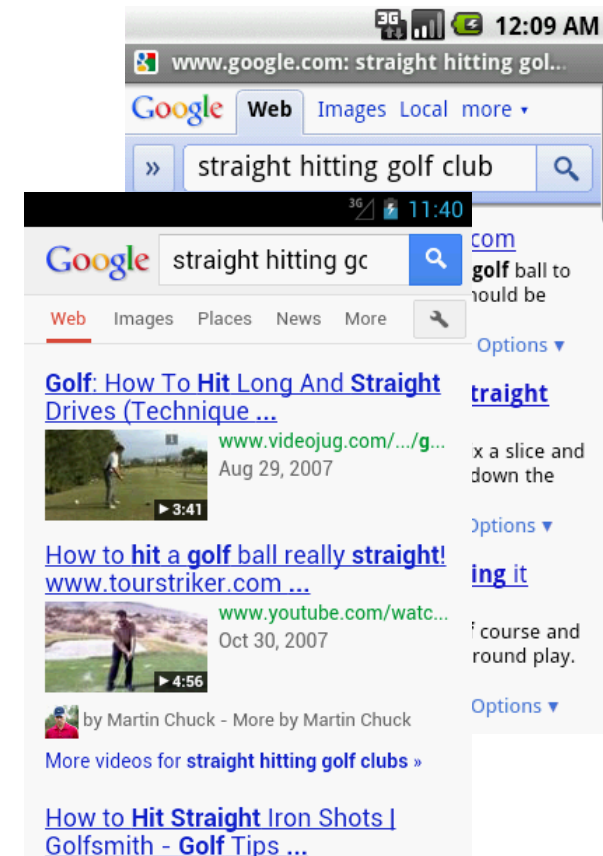 3G 12:09 AM
www.google.com: straight hitting gol...
Google Web Images Local more ▾
» straight hitting golf club
com
golf ball to
hould be
Options ▾
traight
x a slice and
down the
Options ▾
ing it
f course and
round play.
Options ▾
3G 11:40
Google straight hitting gc
Web Images Places News More
Golf: How To Hit Long And Straight
Drives (Technique ...
www.videojug.com/.../g...
Aug 29, 2007
▶3:41
How to hit a golf ball really straight!
www.tourstriker.com ...
www.youtube.com/watc...
Oct 30, 2007
▶4:56
by Martin Chuck - More by Martin Chuck
More videos for straight hitting golf clubs »
How to Hit Straight Iron Shots |
Golfsmith - Golf Tips ...